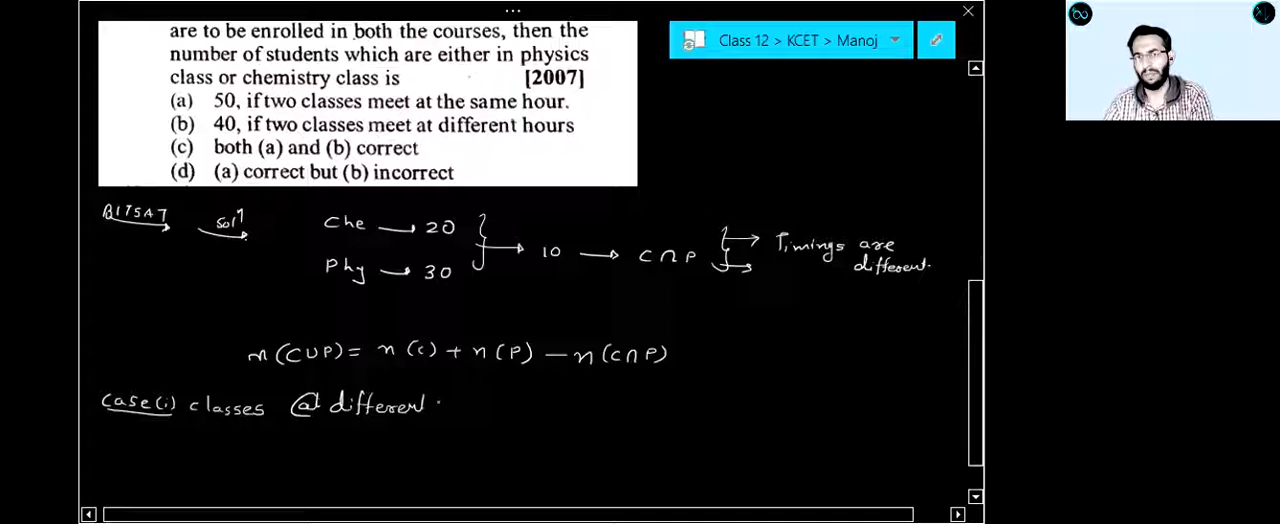 are to be enrolled in both the courses, then the
number of students which are either in physics
class or chemistry class is [2007]
(a) 50, if two classes meet at the same hour.
(b) 40, if two classes meet at different hours
(c) both (a) and (b) correct
(d) (a) correct but (b) incorrect
Class 12 > KCET > Manoj
BITSAT Solⁿ
Che → 20
Phy → 30
→ 10 → C∩P
Timings are
different.
n(C∪P) = n(C) + n(P) − n(C∩P)
Case(i) classes @ different